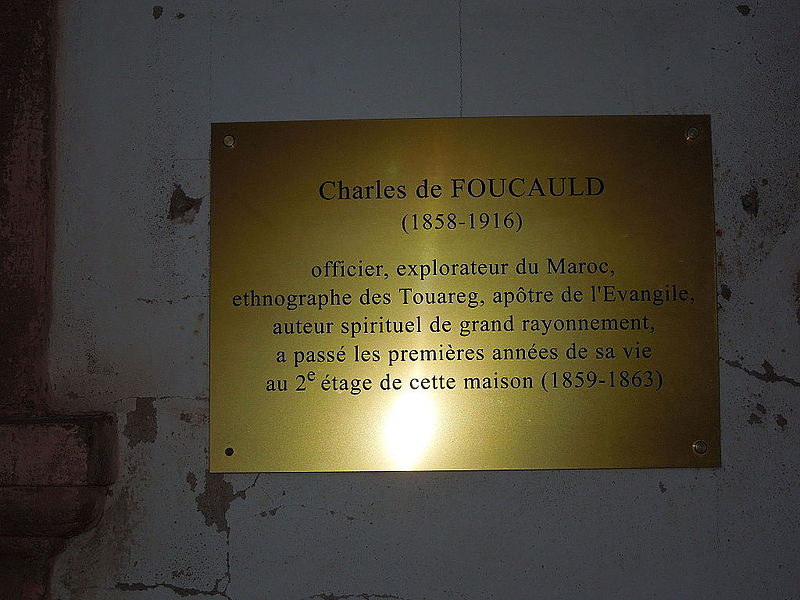 Charles de FOUCAULD
(1858-1916)
officier, explorateur du Maroc,
ethnographe des Touareg, apôtre de l'Evangile,
auteur spirituel de grand rayonnement,
a passé les premières années de sa vie
au 2e étage de cette maison (1859-1863)